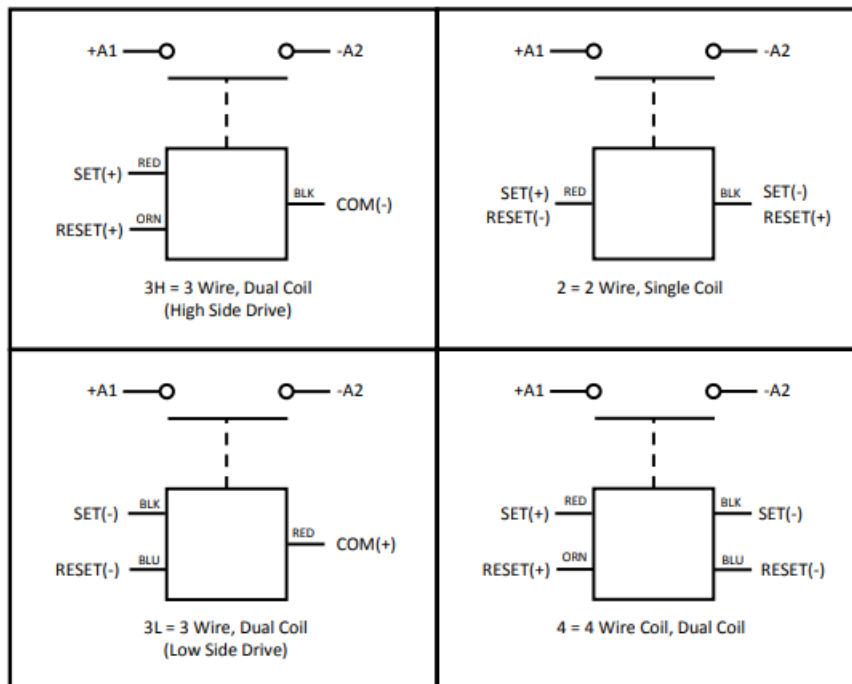 +A1 -A2
RED
SET(+)
BLK
COM(-)
ORN
RESET(+)
3H = 3 Wire, Dual Coil
(High Side Drive)
+A1 -A2
SET(+) RED BLK SET(-)
RESET(-) RESET(+)
2 = 2 Wire, Single Coil
+A1 -A2
BLK
SET(-)
RED
COM(+)
BLU
RESET(-)
3L = 3 Wire, Dual Coil
(Low Side Drive)
+A1 -A2
RED BLK
SET(+) SET(-)
ORN BLU
RESET(+) RESET(-)
4 = 4 Wire Coil, Dual Coil